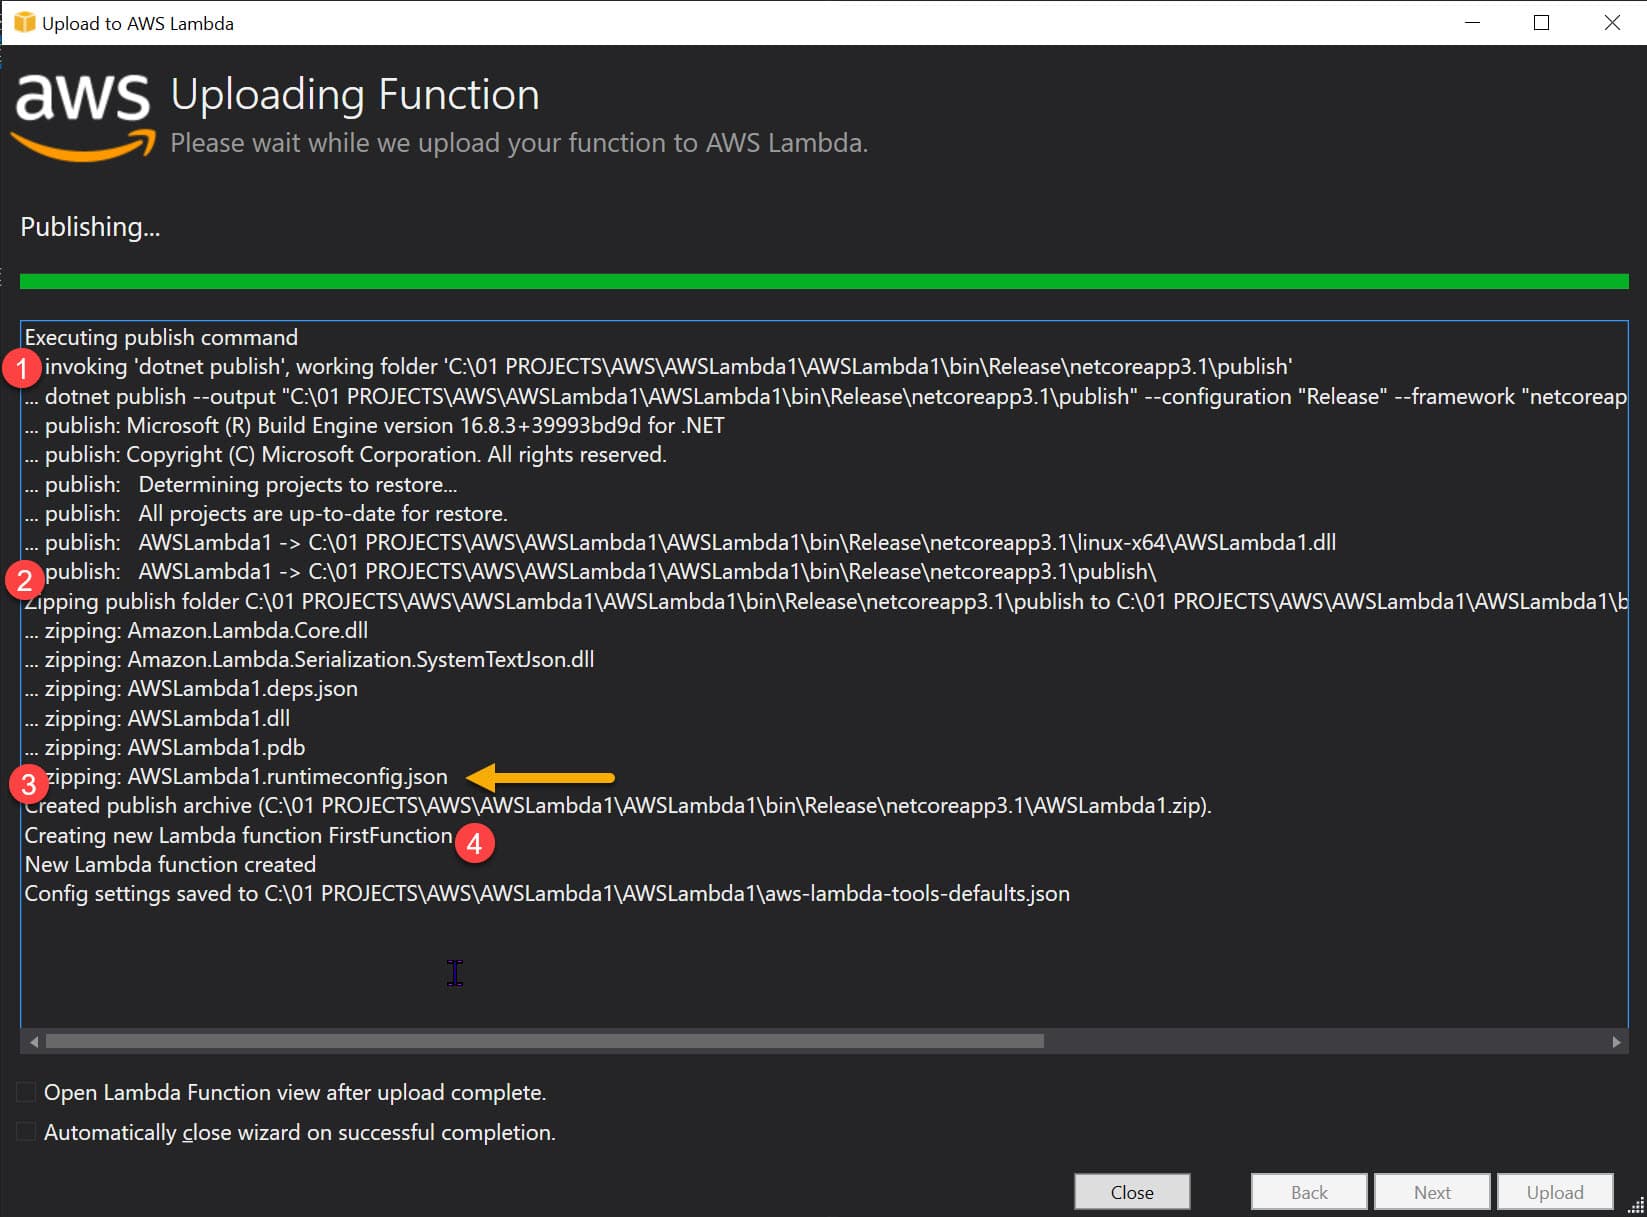 Upload to AWS Lambda
aws
Uploading Function
Please wait while we upload your function to AWS Lambda.
Publishing...
Executing publish command
1 invoking 'dotnet publish', working folder 'C:\01 PROJECTS\AWS\AWSLambda1\AWSLambda1\bin\Release\netcoreapp3.1\publish'
... dotnet publish --output "C:\01 PROJECTS\AWS\AWSLambda1\AWSLambda1\bin\Release\netcoreapp3.1\publish" --configuration "Release" --framework "netcoreap
... publish: Microsoft (R) Build Engine version 16.8.3+39993bd9d for .NET
... publish: Copyright (C) Microsoft Corporation. All rights reserved.
... publish:   Determining projects to restore...
... publish:   All projects are up-to-date for restore.
... publish:   AWSLambda1 -> C:\01 PROJECTS\AWS\AWSLambda1\AWSLambda1\bin\Release\netcoreapp3.1\linux-x64\AWSLambda1.dll
2 publish:   AWSLambda1 -> C:\01 PROJECTS\AWS\AWSLambda1\AWSLambda1\bin\Release\netcoreapp3.1\publish\
Zipping publish folder C:\01 PROJECTS\AWS\AWSLambda1\AWSLambda1\bin\Release\netcoreapp3.1\publish to C:\01 PROJECTS\AWS\AWSLambda1\AWSLambda1\b
... zipping: Amazon.Lambda.Core.dll
... zipping: Amazon.Lambda.Serialization.SystemTextJson.dll
... zipping: AWSLambda1.deps.json
... zipping: AWSLambda1.dll
... zipping: AWSLambda1.pdb
3 zipping: AWSLambda1.runtimeconfig.json
Created publish archive (C:\01 PROJECTS\AWS\AWSLambda1\AWSLambda1\bin\Release\netcoreapp3.1\AWSLambda1.zip).
Creating new Lambda function FirstFunction 4
New Lambda function created
Config settings saved to C:\01 PROJECTS\AWS\AWSLambda1\AWSLambda1\aws-lambda-tools-defaults.json
Open Lambda Function view after upload complete.
Automatically close wizard on successful completion.
Close Back Next Upload